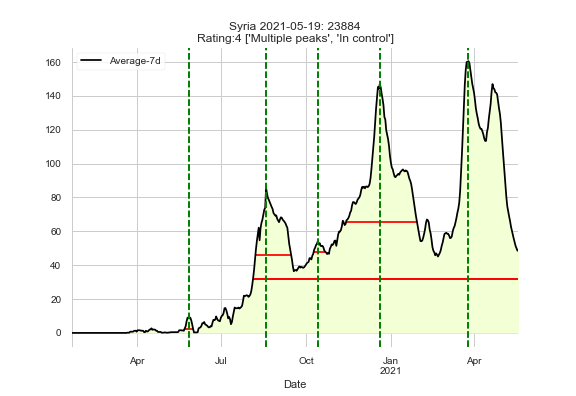 Syria 2021-05-19: 23884
Rating:4 ['Multiple peaks', 'In control']
Average-7d
160
140
120
100
80
60
40
20
0
Apr
Jul
Oct
Jan
2021
Apr
Date